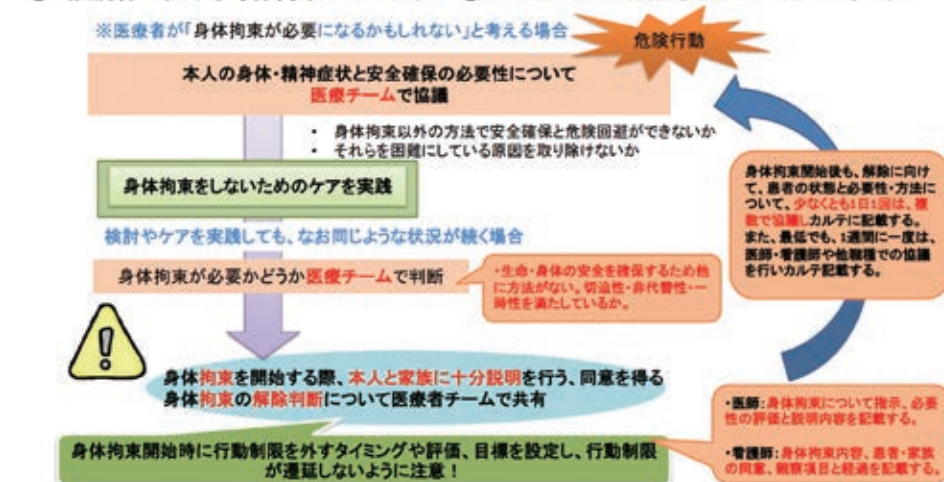 ※医療者が「身体拘束が必要になるかもしれない」と考える場合
危険行動
本人の身体・精神症状と安全確保の必要性について
医療チームで協議
・ 身体拘束以外の方法で安全確保と危険回避ができないか
・ それらを困難にしている原因を取り除けないか
身体拘束をしないためのケアを実践
検討やケアを実践しても、なお同じような状況が続く場合
身体拘束が必要かどうか医療チームで判断
・生命・身体の安全を確保するため他
に方法がない。切迫性・非代替性・一
時性を満たしているか。
身体拘束開始後も、解除に向け
て、患者の状態と必要性・方法に
ついて、少なくとも1日1回は、複
数で協議しカルテに記載する。
また、最低でも、1週間に一度は、
医師・看護師や他職種での協議
を行いカルテ記載する。
身体拘束を開始する際、本人と家族に十分説明を行う、同意を得る
身体拘束の解除判断について医療者チームで共有
身体拘束開始時に行動制限を外すタイミングや評価、目標を設定し、行動制限
が遷延しないように注意！
・医師：身体拘束について指示、必要
性の評価と説明内容を記載する。
・看護師：身体拘束内容、患者・家族
の同意、観察項目と経過を記載する。